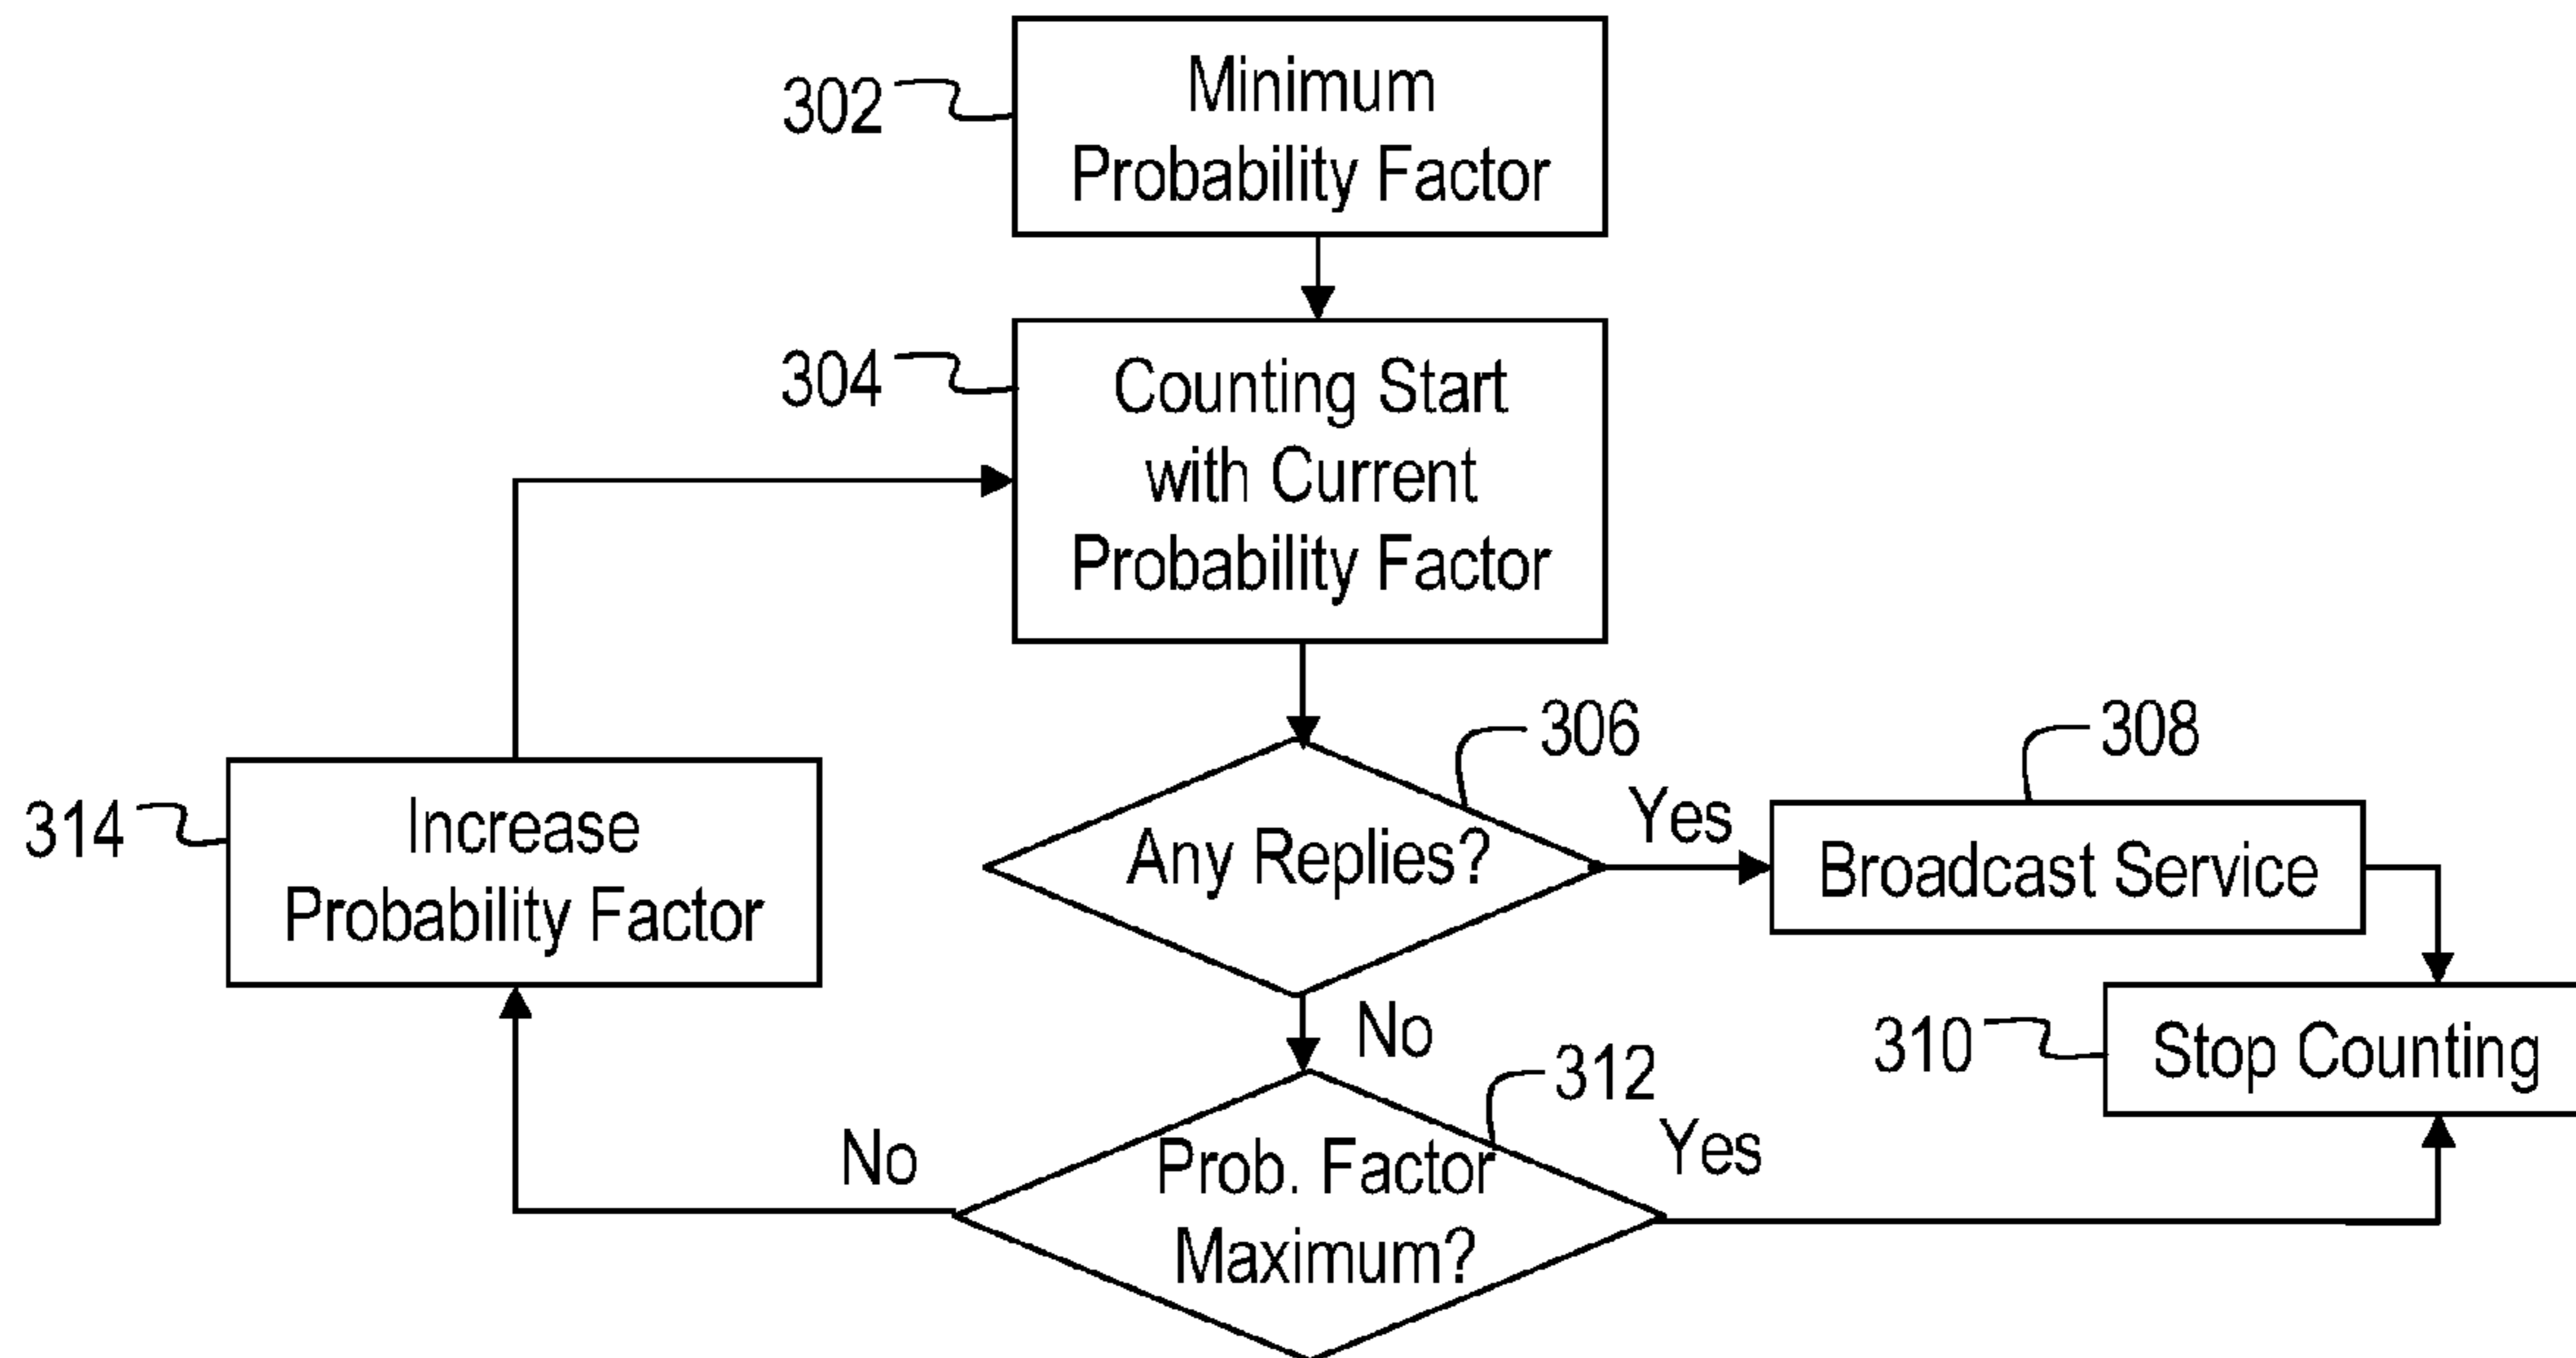 302
Minimum
Probability Factor
304
Counting Start
with Current
Probability Factor
306
Any Replies?
Yes
308
Broadcast Service
314
Increase
Probability Factor
No
310
Stop Counting
312
Prob. Factor
Maximum?
No
Yes